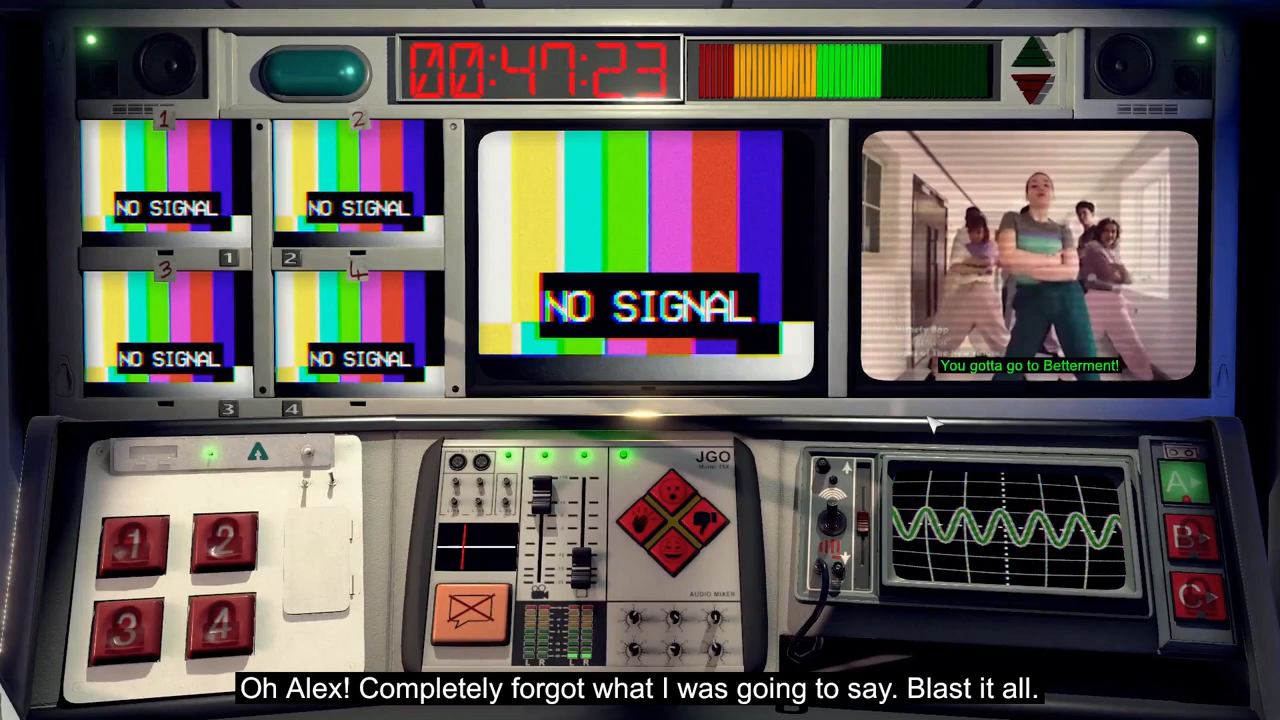 00:47:23
1
2
NO SIGNAL
NO SIGNAL
NO SIGNAL
3
1
2
4
NO SIGNAL
NO SIGNAL
3
4
You gotta go to Betterment!
JGO
AUDIO MIXER
1
2
3
4
L R
L R
A
B
C
Oh Alex! Completely forgot what I was going to say. Blast it all.